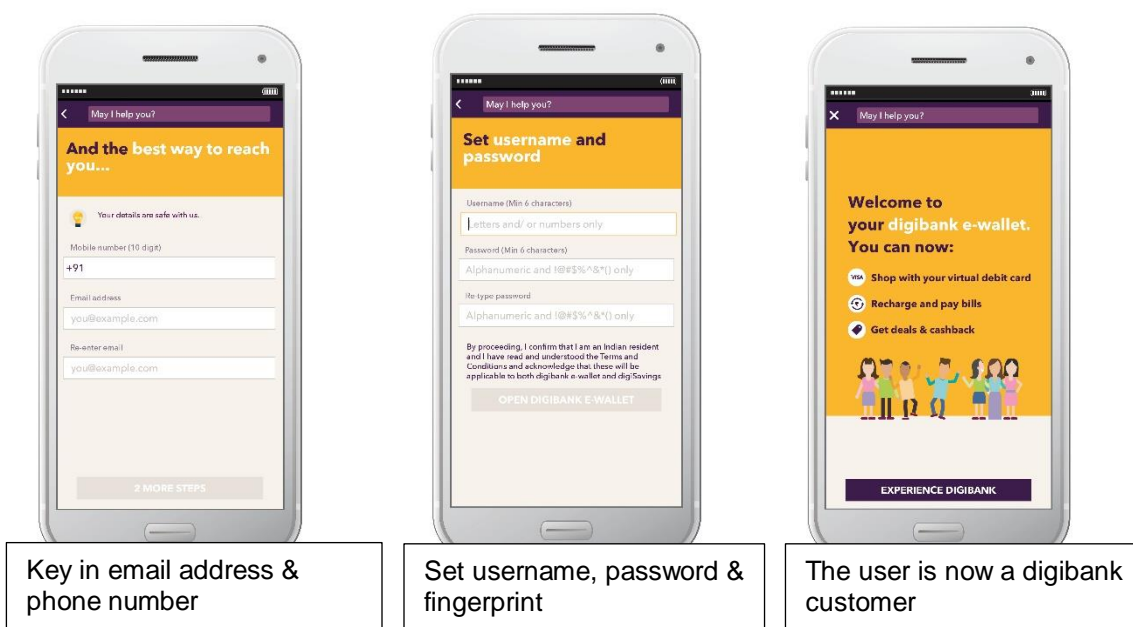 May I help you?
And the best way to reach
you...
Your details are safe with us.
Mobile number (10 digit)
+91
Email address
you@example.com
Re-enter email
you@example.com
2 MORE STEPS
Key in email address &
phone number
May I help you?
Set username and
password
Username (Min 6 characters)
Letters and/ or numbers only
Password (Min 6 characters)
Alphanumeric and !@#$%^&*() only
Re-type password
Alphanumeric and !@#$%^&*() only
By proceeding, I confirm that I am an Indian resident
and I have read and understood the Terms and
Conditions and acknowledge that these will be
applicable to both digibank e-wallet and digiSavings
OPEN DIGIBANK E-WALLET
Set username, password &
fingerprint
May I help you?
Welcome to
your digibank e-wallet.
You can now:
VISA Shop with your virtual debit card
Recharge and pay bills
Get deals & cashback
EXPERIENCE DIGIBANK
The user is now a digibank
customer